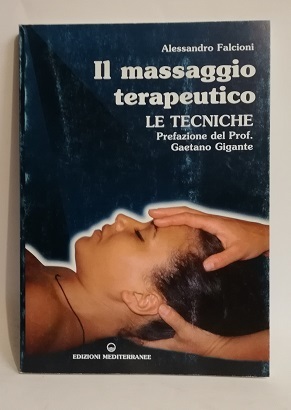 Alessandro Falcioni
Il massaggio
terapeutico
LE TECNICHE
Prefazione del Prof.
Gaetano Gigante
EDIZIONI MEDITERRANEE